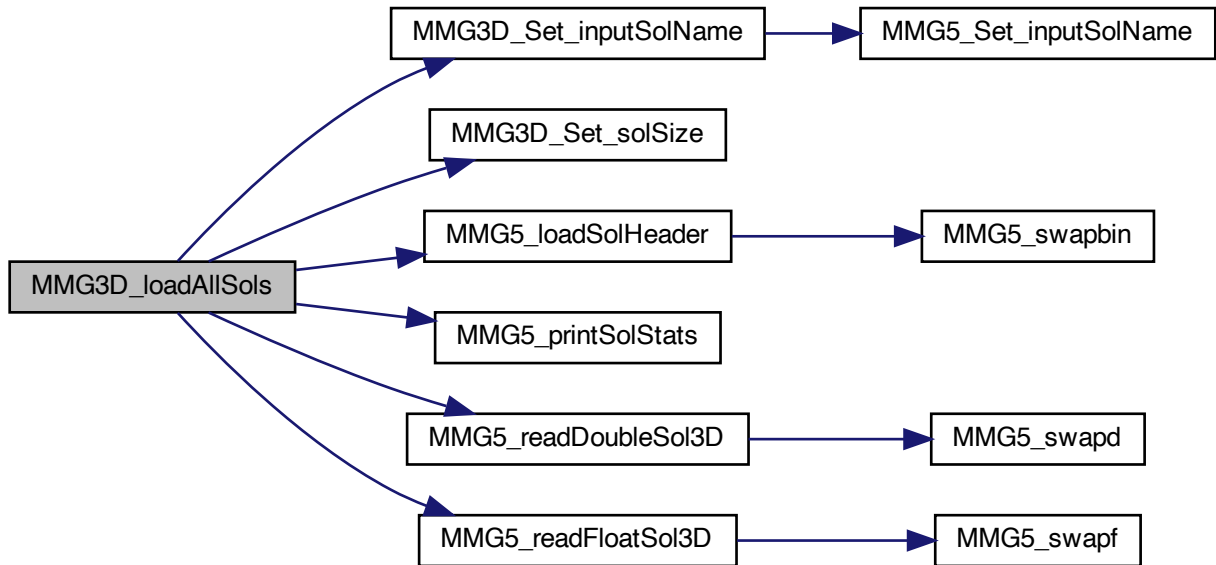 MMG3D_Set_inputSolName
MMG5_Set_inputSolName
MMG3D_Set_solSize
MMG5_loadSolHeader
MMG5_swapbin
MMG3D_loadAllSols
MMG5_printSolStats
MMG5_readDoubleSol3D
MMG5_swapd
MMG5_readFloatSol3D
MMG5_swapf